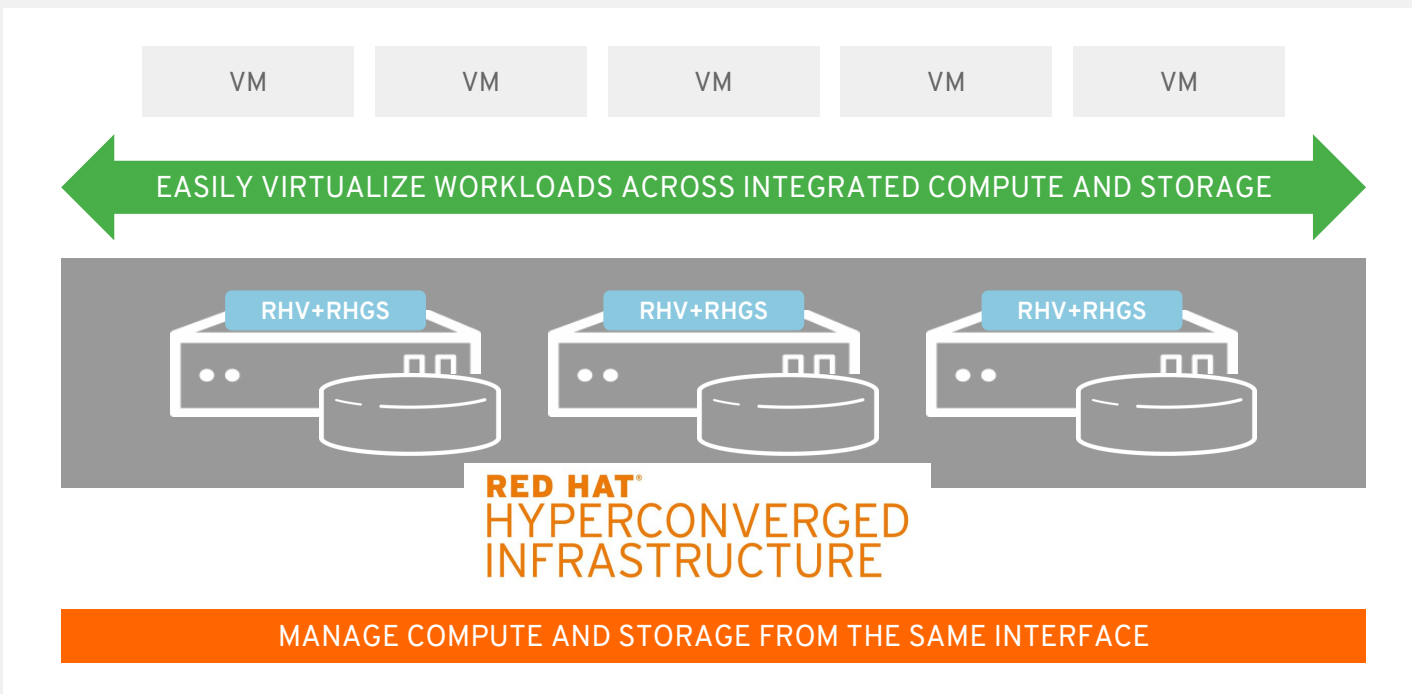 VM
VM
VM
VM
VM
EASILY VIRTUALIZE WORKLOADS ACROSS INTEGRATED COMPUTE AND STORAGE
RHV+RHGS
RHV+RHGS
RHV+RHGS
RED HAT®
HYPERCONVERGED
INFRASTRUCTURE
MANAGE COMPUTE AND STORAGE FROM THE SAME INTERFACE